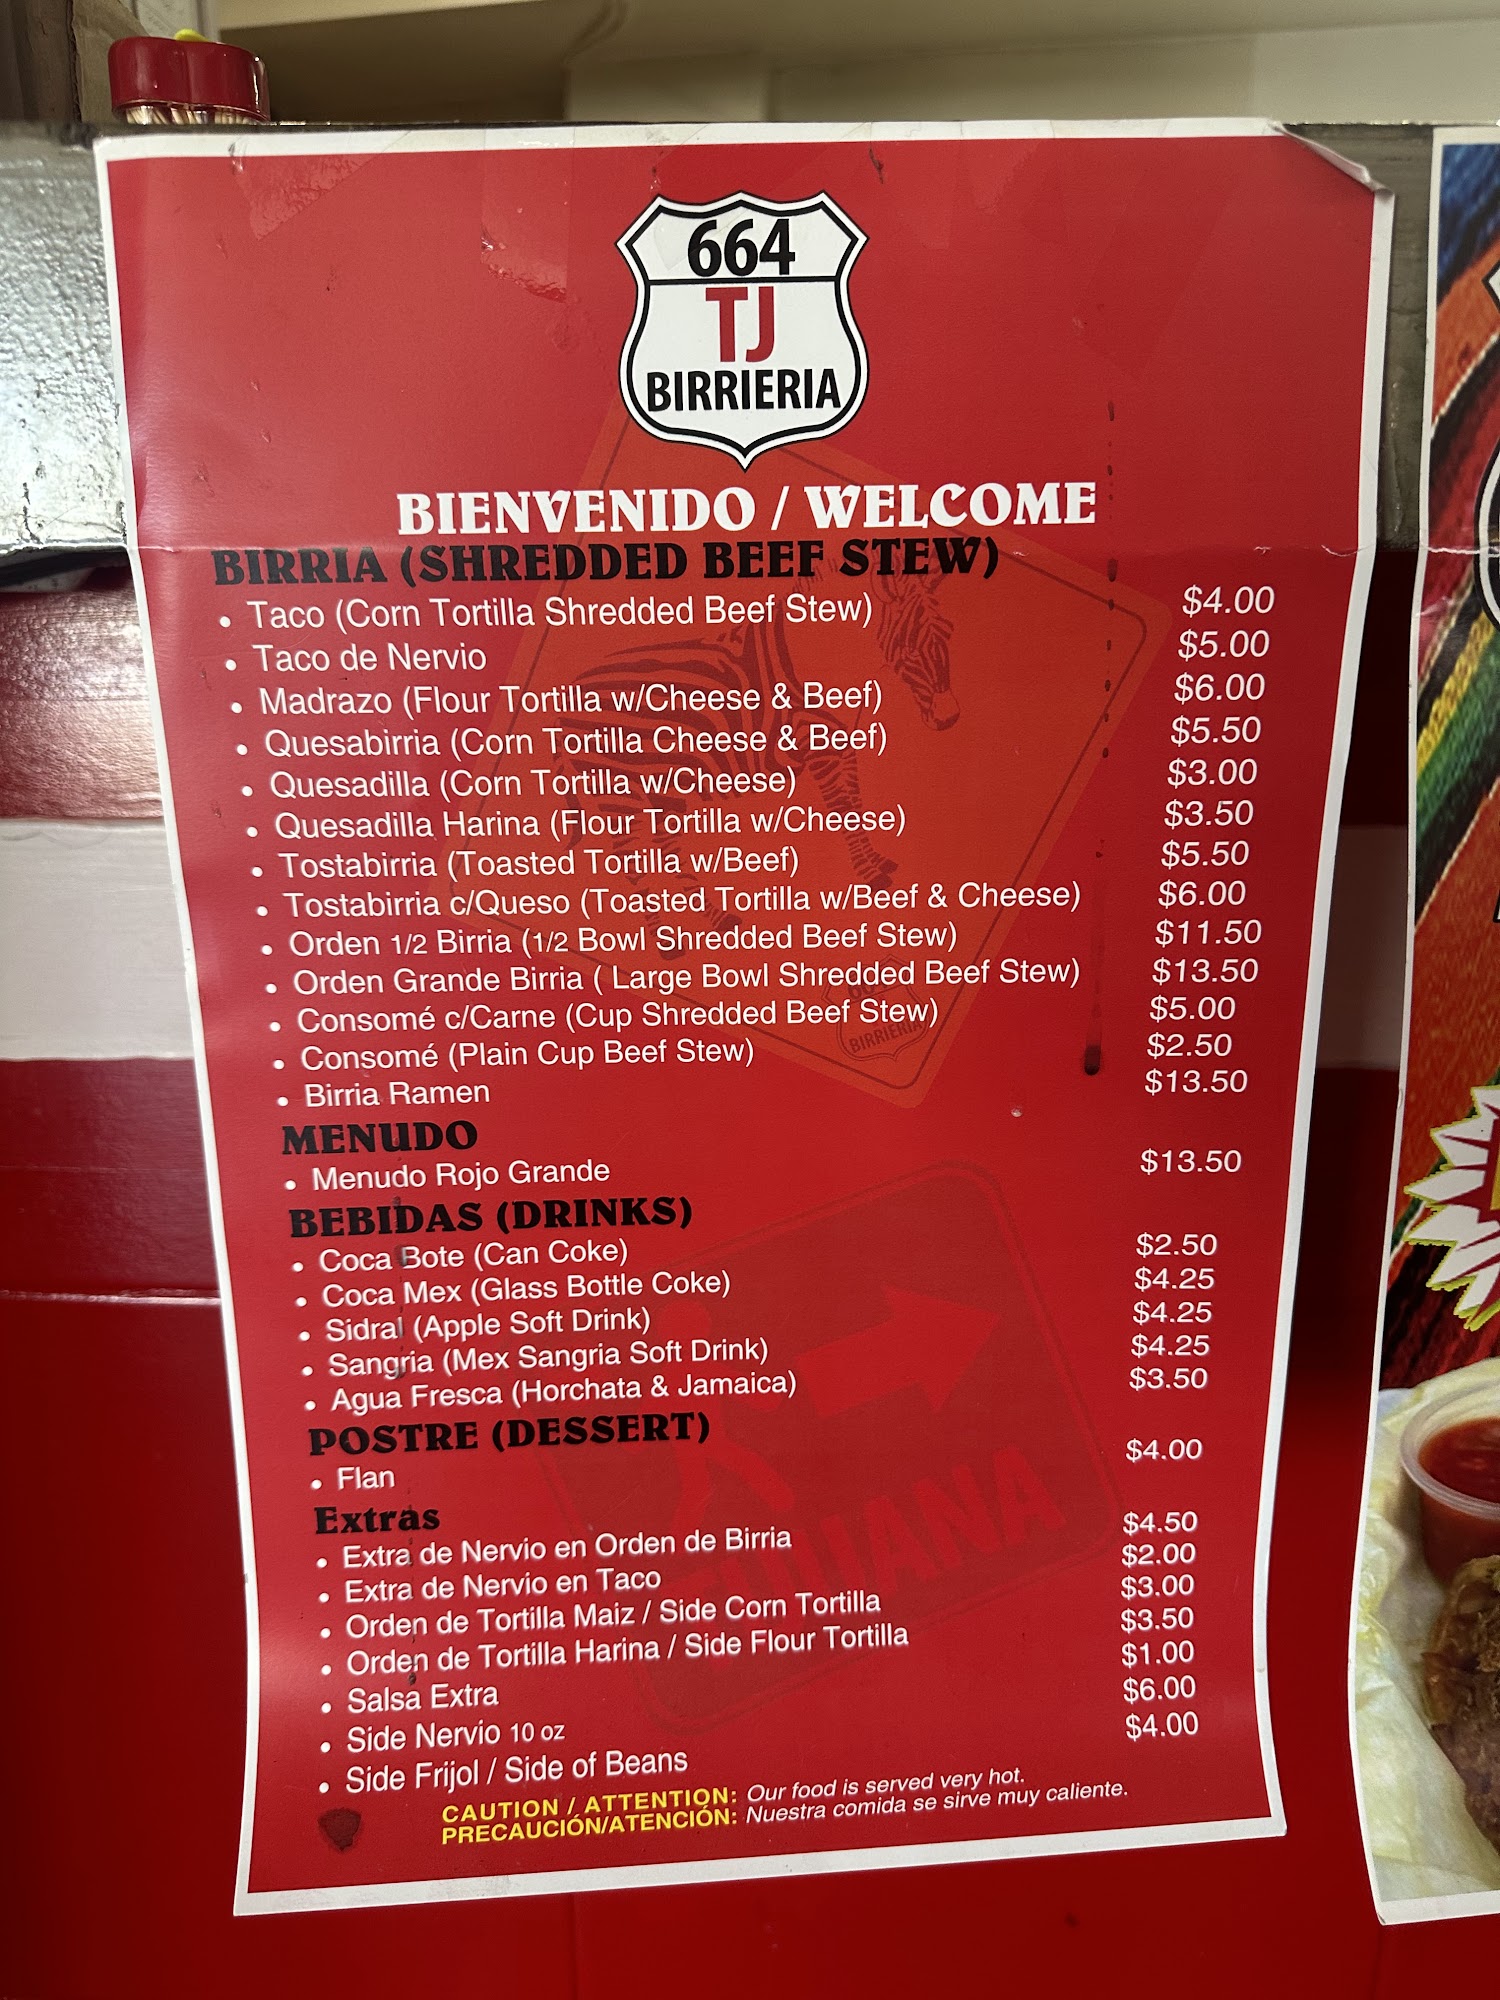 664
TJ
BIRRIERIA
BIENVENIDO / WELCOME
BIRRIA (SHREDDED BEEF STEW)
• Taco (Corn Tortilla Shredded Beef Stew) $4.00
• Taco de Nervio $5.00
• Madrazo (Flour Tortilla w/Cheese & Beef) $6.00
• Quesabirria (Corn Tortilla Cheese & Beef) $5.50
• Quesadilla (Corn Tortilla w/Cheese) $3.00
• Quesadilla Harina (Flour Tortilla w/Cheese) $3.50
• Tostabirria (Toasted Tortilla w/Beef) $5.50
• Tostabirria c/Queso (Toasted Tortilla w/Beef & Cheese) $6.00
• Orden 1/2 Birria (1/2 Bowl Shredded Beef Stew) $11.50
• Orden Grande Birria ( Large Bowl Shredded Beef Stew) $13.50
• Consomé c/Carne (Cup Shredded Beef Stew) $5.00
• Consomé (Plain Cup Beef Stew) $2.50
• Birria Ramen $13.50
BIRRIERIA
MENUDO
• Menudo Rojo Grande $13.50
BEBIDAS (DRINKS)
• Coca Bote (Can Coke) $2.50
• Coca Mex (Glass Bottle Coke) $4.25
• Sidral (Apple Soft Drink) $4.25
• Sangria (Mex Sangria Soft Drink) $4.25
• Agua Fresca (Horchata & Jamaica) $3.50
POSTRE (DESSERT)
• Flan $4.00
Extras
• Extra de Nervio en Orden de Birria $4.50
• Extra de Nervio en Taco $2.00
• Orden de Tortilla Maiz / Side Corn Tortilla $3.00
• Orden de Tortilla Harina / Side Flour Tortilla $3.50
• Salsa Extra $1.00
• Side Nervio 10 oz $6.00
• Side Frijol / Side of Beans $4.00
TIJUANA
CAUTION / ATTENTION: Our food is served very hot.
PRECAUCIÓN/ATENCIÓN: Nuestra comida se sirve muy caliente.